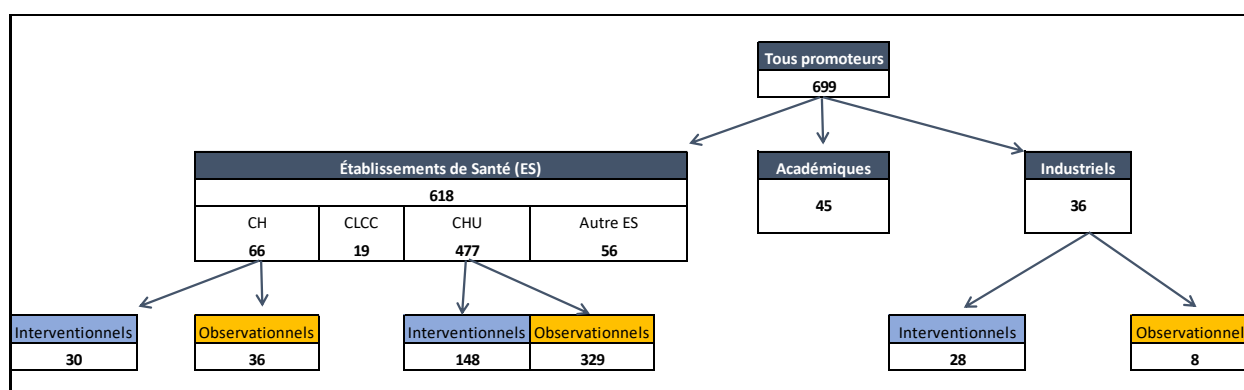 Tous promoteurs
699
Établissements de Santé (ES)
618
CH CLCC CHU Autre ES
66 19 477 56
Académiques
45
Industriels
36
Interventionnels
30
Observationnels
36
Interventionnels Observationnels
148 329
Interventionnels
28
Observationnel
8